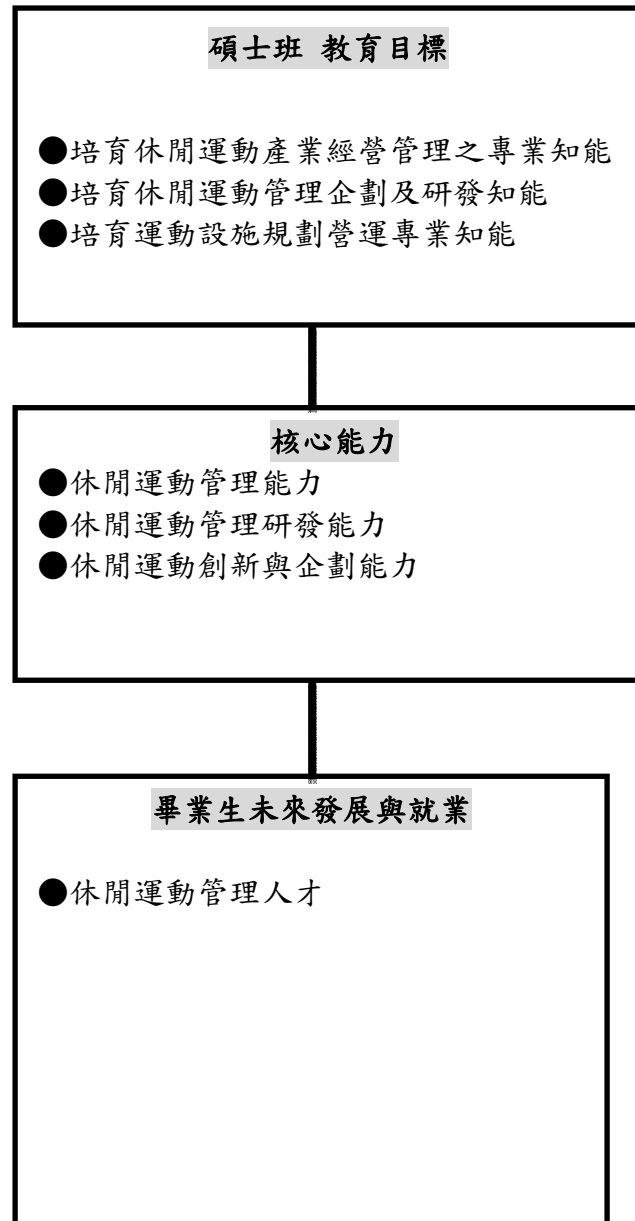 碩士班 教育目標
●培育休閒運動產業經營管理之專業知能
●培育休閒運動管理企劃及研發知能
●培育運動設施規劃營運專業知能
核心能力
●休閒運動管理能力
●休閒運動管理研發能力
●休閒運動創新與企劃能力
畢業生未來發展與就業
●休閒運動管理人才